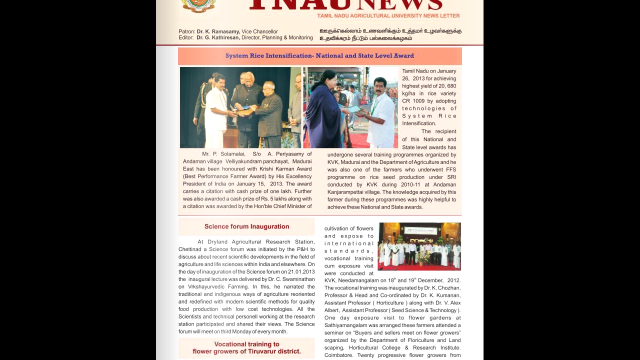 TNAU NEWS
TAMIL NADU AGRICULTURAL UNIVERSITY NEWS LETTER
Patron: Dr. K. Ramasamy, Vice Chancellor
Editor: Dr. G. Kathiresan, Director, Planning & Monitoring
ஊருக்கெல்லாம் உணவளிக்கும் உத்தமர் உழவர்களுக்கு
உதவிக்கரம் நீட்டும் பல்கலைக்கழகம்
System Rice Intensification- National and State Level Award
Mr. P. Solamalai, S/o A. Periyasamy of
Andaman village Velliyakundram panchayat, Madurai
East has been honoured with Krishi Karman Award
(Best Performance Farmer Award) by His Excellency
President of India on January 15, 2013. The award
carries a citation with cash prize of one lakh. Further
was also awarded a cash prize of Rs. 5 lakhs along with
a citation was awarded by the Hon'ble Chief Minister of
Tamil Nadu on January
26, 2013 for achieving
highest yield of 20, 680
kg/ha in rice variety
CR 1009 by adopting
technologies of
System Rice
Intensification.
The recipient
of this National and
State level awards has
undergone several training programmes organized by
KVK, Madurai and the Department of Agriculture and he
was also one of the farmers who underwent FFS
programme on rice seed production under SRI
conducted by KVK during 2010-11 at Andaman
Kanjarampettai village. The knowledge acquired by this
farmer during these programmes was highly helpful to
achieve these National and State awards.
Science forum Inauguration
At Dryland Agricultural Research Station,
Chettinad a Science forum was initiated by the P&H to
discuss about recent scientific developments in the field of
agriculture and life sciences within India and elsewhere. On
the day of inauguration of the Science forum on 21.01.2013
the inaugural lecture was delivered by Dr. C. Swaminathan
on Vrikshayurvedic Farming. In this, he narrated the
traditional and indigenous ways of agriculture reoriented
and redefined with modern scientific methods for quality
food production with low cost technologies. All the
Scientists and technical personnel working at the research
station participated and shared their views. The Science
forum will meet on third Monday of every month.
Vocational training to
flower growers of Tiruvarur district.
cultivation of flowers
and expose to
international
standards,
vocational training
cum exposure visit
were conducted at
KVK, Needamangalam on 18th and 19th December, 2012.
The vocational training was inaugurated by Dr. K. Chozhan,
Professor & Head and Co-ordinated by Dr. K. Kumanan,
Assistant Professor ( Horticulture ) along with Dr. V. Alex
Albert, Assistant Professor ( Seed Science & Technology ).
One day exposure visit to flower gardens at
Sathiyamangalam was arranged these farmers attended a
seminar on "Buyers and sellers meet on flower growers"
organized by the Department of Floriculture and Land
scaping, Horticultural College & Research Institute.
Coimbatore. Twenty progressive flower growers from